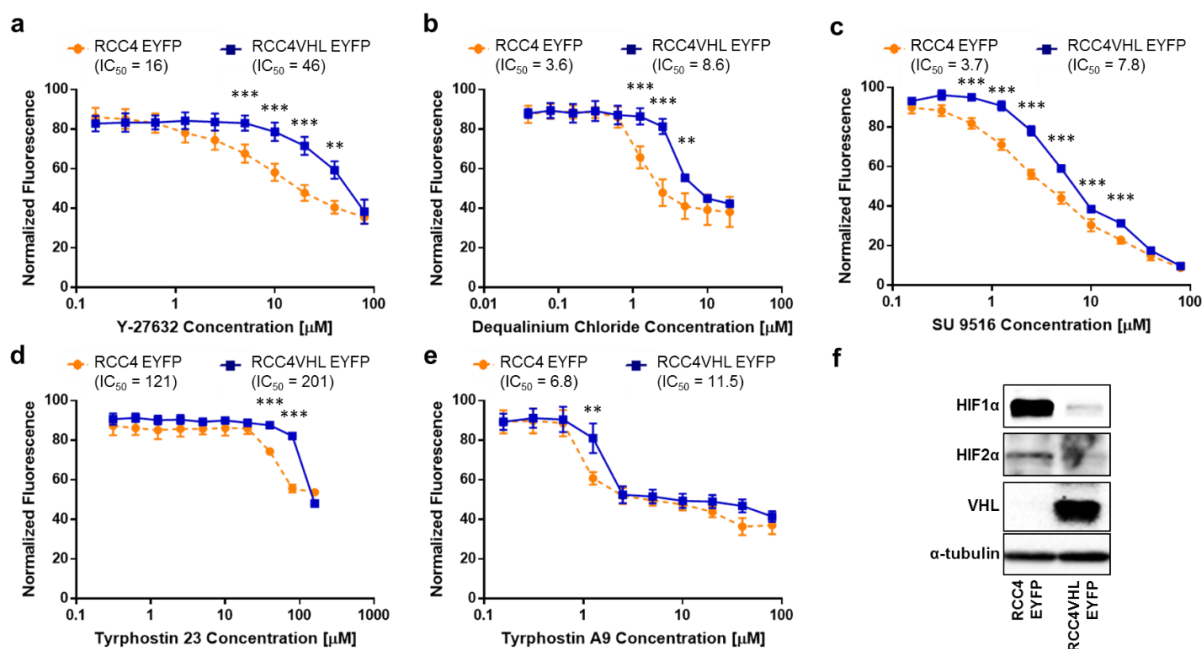 a
RCC4 EYFP
(IC50 = 16)
RCC4VHL EYFP
(IC50 = 46)
Normalized Fluorescence
100
80
60
40
20
0
***
***
***
**
0.1
1
10
100
Y-27632 Concentration [µM]
b
RCC4 EYFP
(IC50 = 3.6)
RCC4VHL EYFP
(IC50 = 8.6)
Normalized Fluorescence
100
80
60
40
20
0
***
***
**
0.01
0.1
1
10
100
Dequalinium Chloride Concentration [µM]
c
RCC4 EYFP
(IC50 = 3.7)
RCC4VHL EYFP
(IC50 = 7.8)
Normalized Fluorescence
100
80
60
40
20
0
***
***
***
***
***
***
0.1
1
10
100
SU 9516 Concentration [µM]
d
RCC4 EYFP
(IC50 = 121)
RCC4VHL EYFP
(IC50 = 201)
Normalized Fluorescence
100
80
60
40
20
0
***
***
0.1
1
10
100
1000
Tyrphostin 23 Concentration [µM]
e
RCC4 EYFP
(IC50 = 6.8)
RCC4VHL EYFP
(IC50 = 11.5)
Normalized Fluorescence
100
80
60
40
20
0
**
0.1
1
10
100
Tyrphostin A9 Concentration [µM]
f
HIF1α
HIF2α
VHL
α-tubulin
RCC4
EYFP
RCC4VHL
EYFP